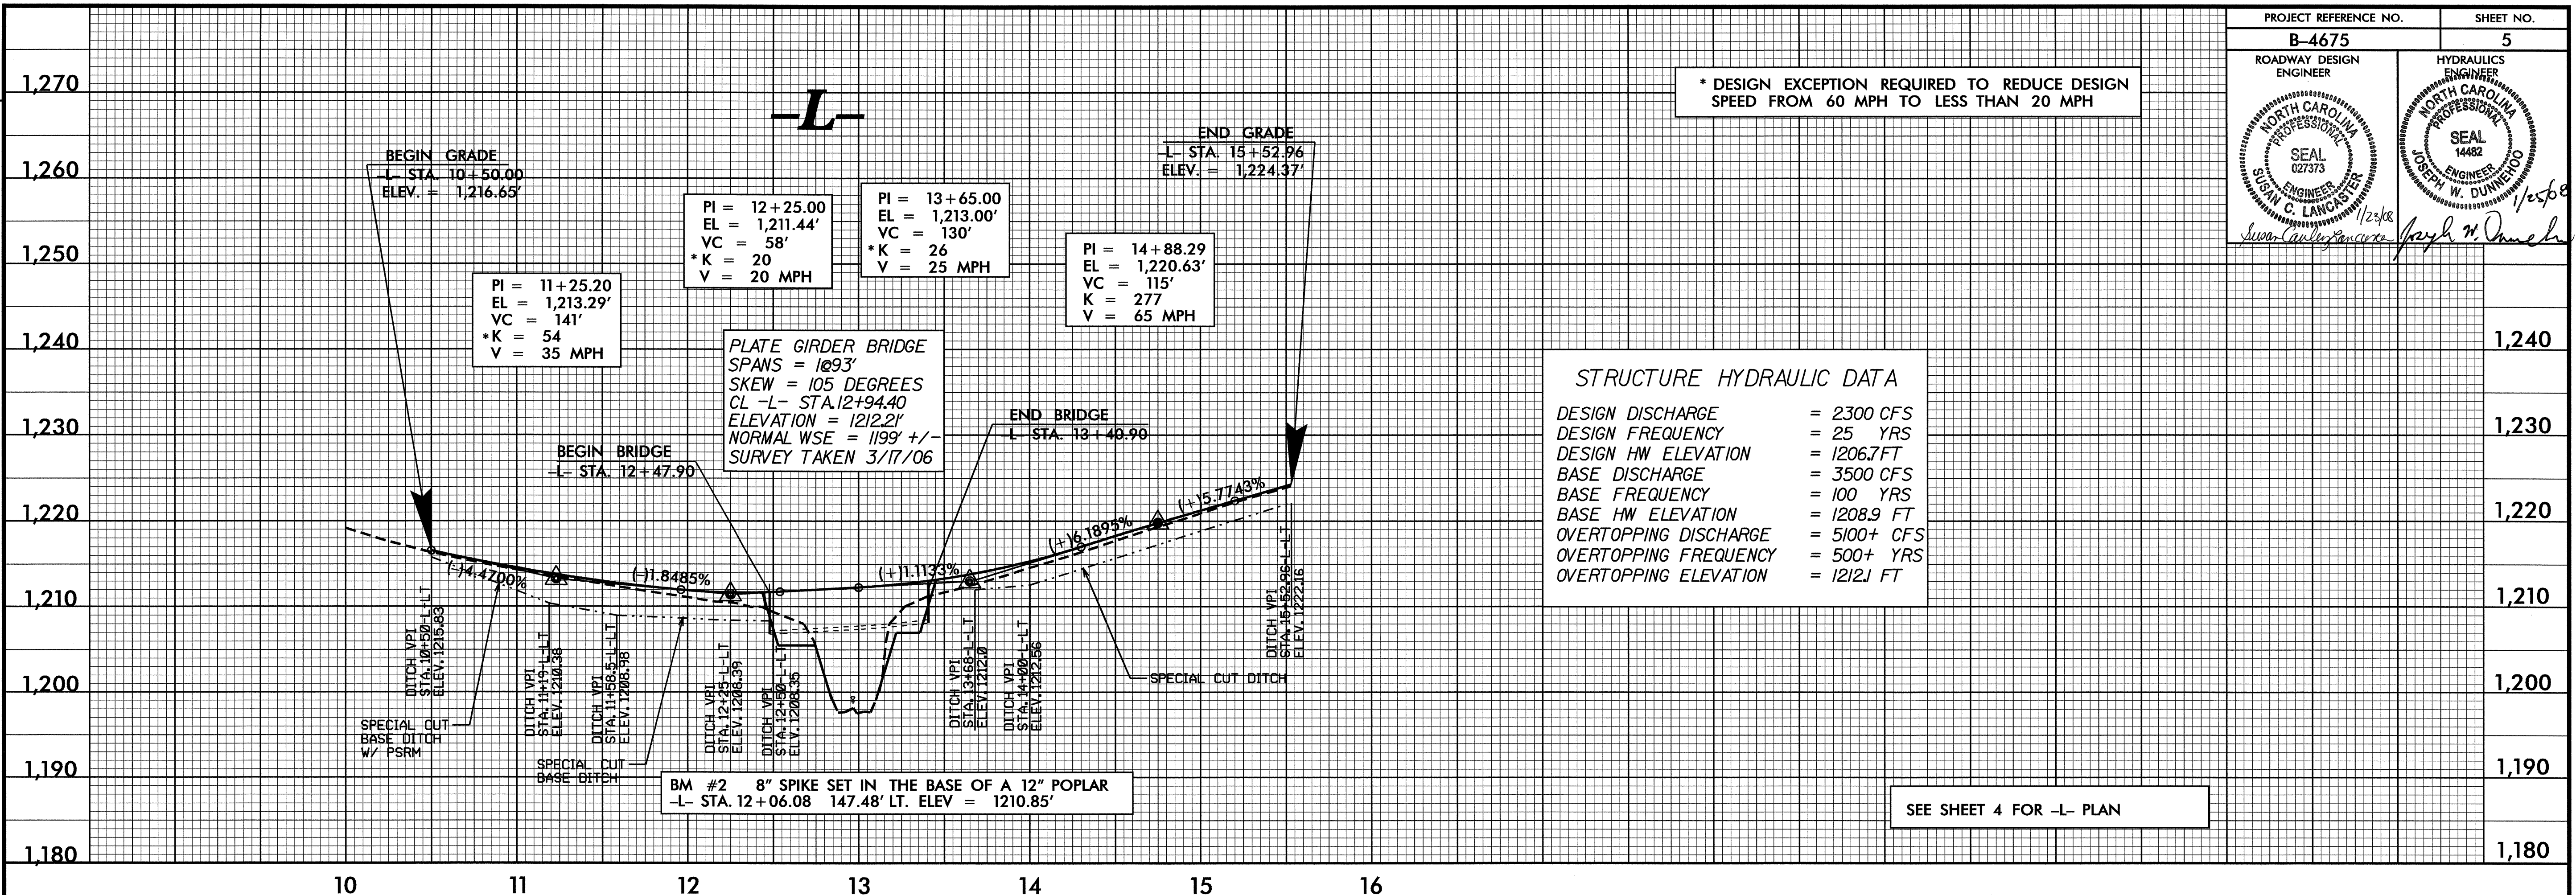 PROJECT REFERENCE NO.
SHEET NO.
B-4675
5
ROADWAY DESIGN
ENGINEER
HYDRAULICS
ENGINEER
NORTH CAROLINA
PROFESSIONAL
SEAL
027373
ENGINEER
SUSAN C. LANCASTER
1/23/08
NORTH CAROLINA
PROFESSIONAL
SEAL
14482
ENGINEER
JOSEPH W. DUNNEHOO
1/25/08
* DESIGN EXCEPTION REQUIRED TO REDUCE DESIGN
SPEED FROM 60 MPH TO LESS THAN 20 MPH
-L-
BEGIN GRADE
-L- STA. 10+50.00
ELEV. = 1,216.65'
END GRADE
-L- STA. 15+52.96
ELEV. = 1,224.37'
PI = 11+25.20
EL = 1,213.29'
VC = 141'
*K = 54
V = 35 MPH
PI = 12+25.00
EL = 1,211.44'
VC = 58'
*K = 20
V = 20 MPH
PI = 13+65.00
EL = 1,213.00'
VC = 130'
*K = 26
V = 25 MPH
PI = 14+88.29
EL = 1,220.63'
VC = 115'
K = 277
V = 65 MPH
PLATE GIRDER BRIDGE
SPANS = 1@93'
SKEW = 105 DEGREES
CL -L- STA.12+94.40
ELEVATION = 1212.21'
NORMAL WSE = 1199' +/-
SURVEY TAKEN 3/17/06
BEGIN BRIDGE
-L- STA. 12+47.90
END BRIDGE
-L- STA. 13+40.90
STRUCTURE HYDRAULIC DATA
DESIGN DISCHARGE = 2300 CFS
DESIGN FREQUENCY = 25 YRS
DESIGN HW ELEVATION = 1206.7 FT
BASE DISCHARGE = 3500 CFS
BASE FREQUENCY = 100 YRS
BASE HW ELEVATION = 1208.9 FT
OVERTOPPING DISCHARGE = 5100+ CFS
OVERTOPPING FREQUENCY = 500+ YRS
OVERTOPPING ELEVATION = 1212.1 FT
(-)4.4700%
(-)1.8485%
(+)1.1133%
(+)6.1895%
(+)5.7743%
DITCH VPI
STA.10+50-L-LT
ELEV.1215.83
DITCH VPI
STA.11+19-L-LT
ELEV.1210.38
DITCH VPI
STA.11+58.5-L-LT
ELEV.1208.98
DITCH VPI
STA.12+25-L-LT
ELEV.1208.39
DITCH VPI
STA.12+50-L-LT
ELV.1208.35
DITCH VPI
STA.13+68-L-LT
ELEV.1212.0
DITCH VPI
STA.14+00-L-LT
ELEV.1212.56
DITCH VPI
STA.15+52.96-L-LT
ELEV.1222.16
SPECIAL CUT
BASE DITCH
W/ PSRM
SPECIAL CUT
BASE DITCH
SPECIAL CUT DITCH
BM #2 8" SPIKE SET IN THE BASE OF A 12" POPLAR
-L- STA. 12+06.08 147.48' LT. ELEV = 1210.85'
SEE SHEET 4 FOR -L- PLAN
1,270
1,260
1,250
1,240
1,230
1,220
1,210
1,200
1,190
1,180
1,240
1,230
1,220
1,210
1,200
1,190
1,180
10 11 12 13 14 15 16